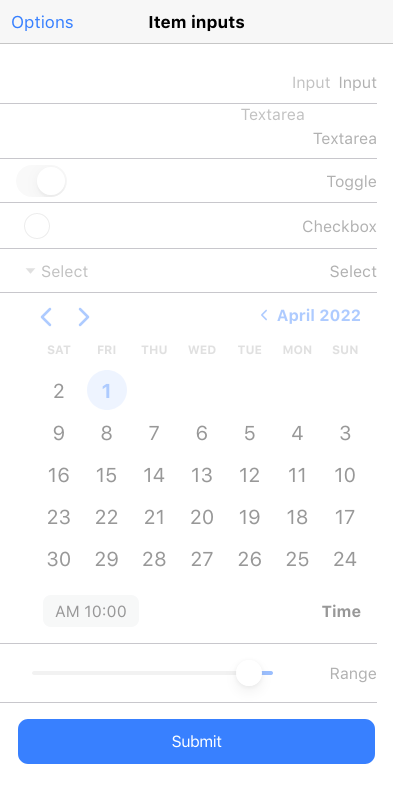 Options Item inputs
Input Input
Textarea
Textarea
Toggle
Checkbox
Select Select
April 2022
SAT FRI THU WED TUE MON SUN
2 1
9 8 7 6 5 4 3
16 15 14 13 12 11 10
23 22 21 20 19 18 17
30 29 28 27 26 25 24
AM 10:00 Time
Range
Submit